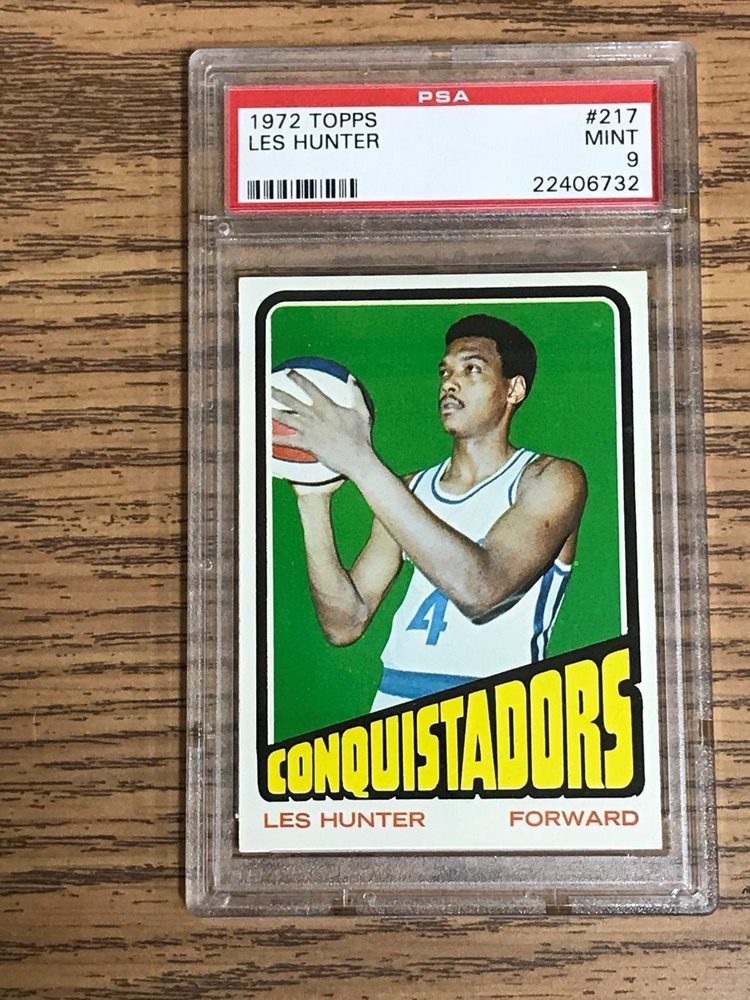 PSA
1972 TOPPS #217
LES HUNTER MINT
9
22406732
4
CONQUISTADORS
LES HUNTER FORWARD